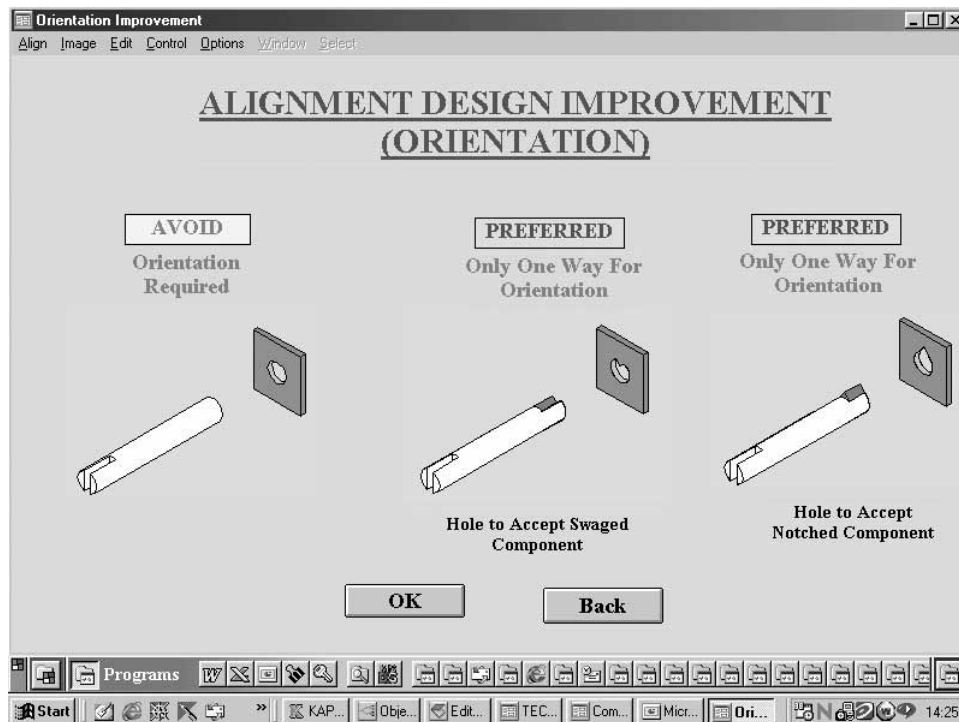 Orientation Improvement
Align Image Edit Control Options Window Select
ALIGNMENT DESIGN IMPROVEMENT
(ORIENTATION)
AVOID
Orientation
Required
PREFERRED
Only One Way For
Orientation
PREFERRED
Only One Way For
Orientation
Hole to Accept Swaged
Component
Hole to Accept
Notched Component
OK
Back
Programs
Start
»
KAP...
Obje...
Edit...
TEC...
Com...
Micr...
Ori...
14:25